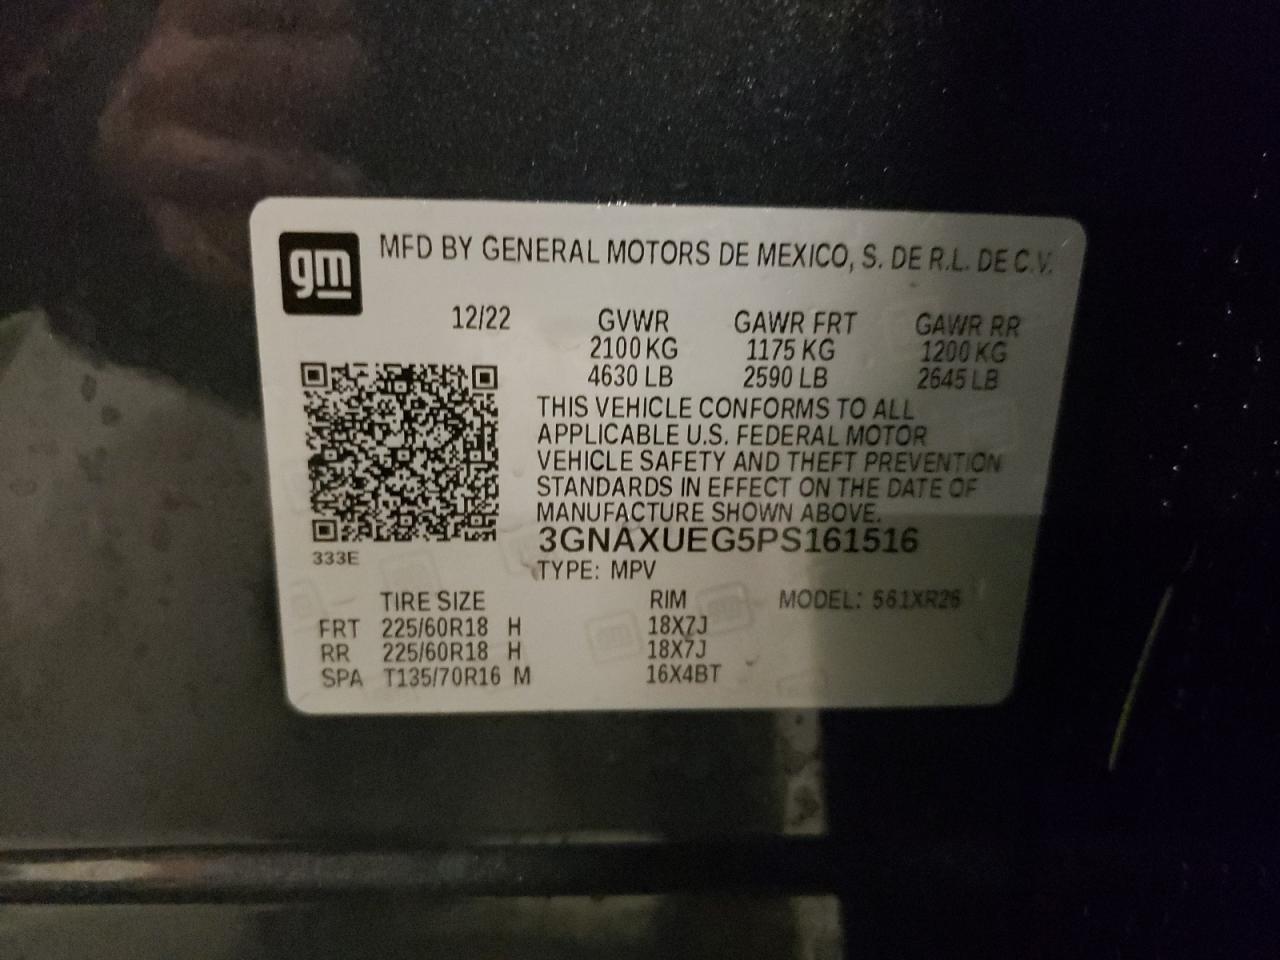 gm
MFD BY GENERAL MOTORS DE MEXICO, S. DE R.L. DE C.V.
12/22 GVWR GAWR FRT GAWR RR
2100 KG 1175 KG 1200 KG
4630 LB 2590 LB 2645 LB
THIS VEHICLE CONFORMS TO ALL
APPLICABLE U.S. FEDERAL MOTOR
VEHICLE SAFETY AND THEFT PREVENTION
STANDARDS IN EFFECT ON THE DATE OF
MANUFACTURE SHOWN ABOVE.
3GNAXUEG5PS161516
333E
TYPE: MPV
TIRE SIZE RIM MODEL: 561XR26
FRT 225/60R18 H 18X7J
RR 225/60R18 H 18X7J
SPA T135/70R16 M 16X4BT